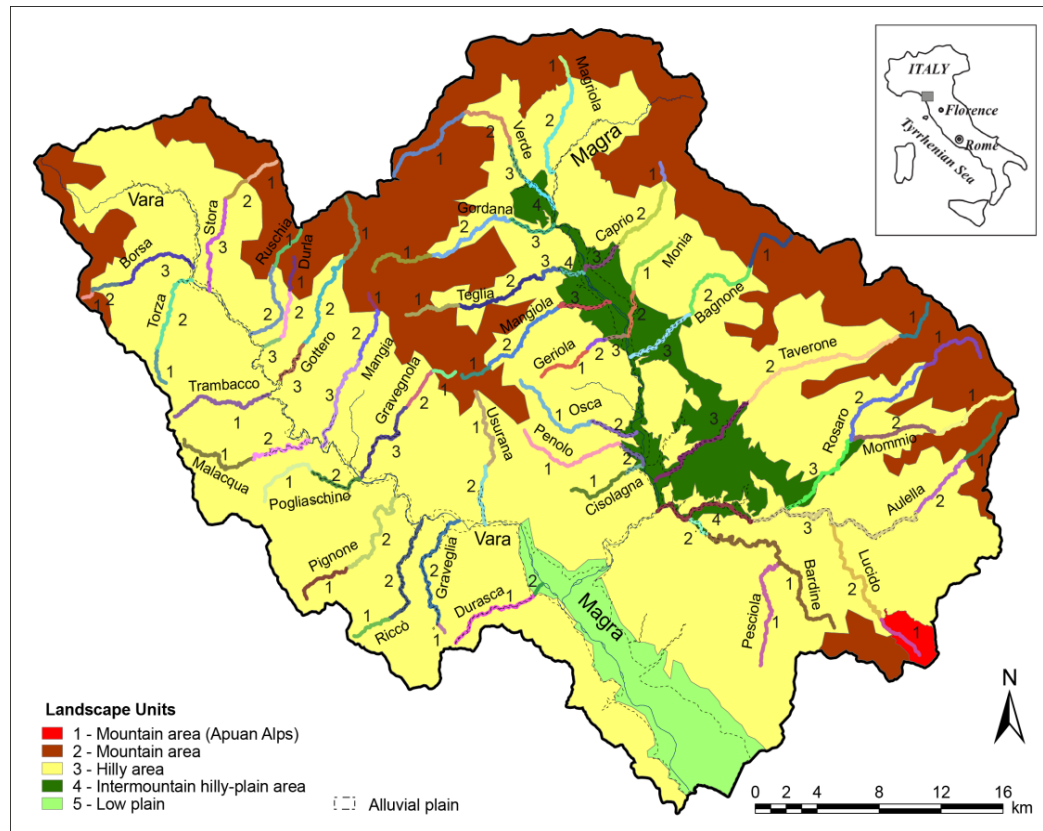 ITALY
Florence
Rome
Tyrrhenian Sea
Magriola
Verde
Magra
Vara
Stora
Gordana
Caprio
Ruschia
Durla
Borsa
Monia
Teglia
Bagnone
Torza
Gottero
Mangiola
Mangla
Geriola
Taverone
Trambacco
Gravegnola
Osca
Usurana
Penolo
Rosaro
Mommio
Malacqua
Pogliaschino
Cisolagna
Aulella
Pignone
Vara
Graveglia
Durasca
Magra
Bardine
Lucido
Pesciola
Riccò
N
Landscape Units
1 - Mountain area (Apuan Alps)
2 - Mountain area
3 - Hilly area
4 - Intermountain hilly-plain area
5 - Low plain
Alluvial plain
0 2 4 8 12 16
km